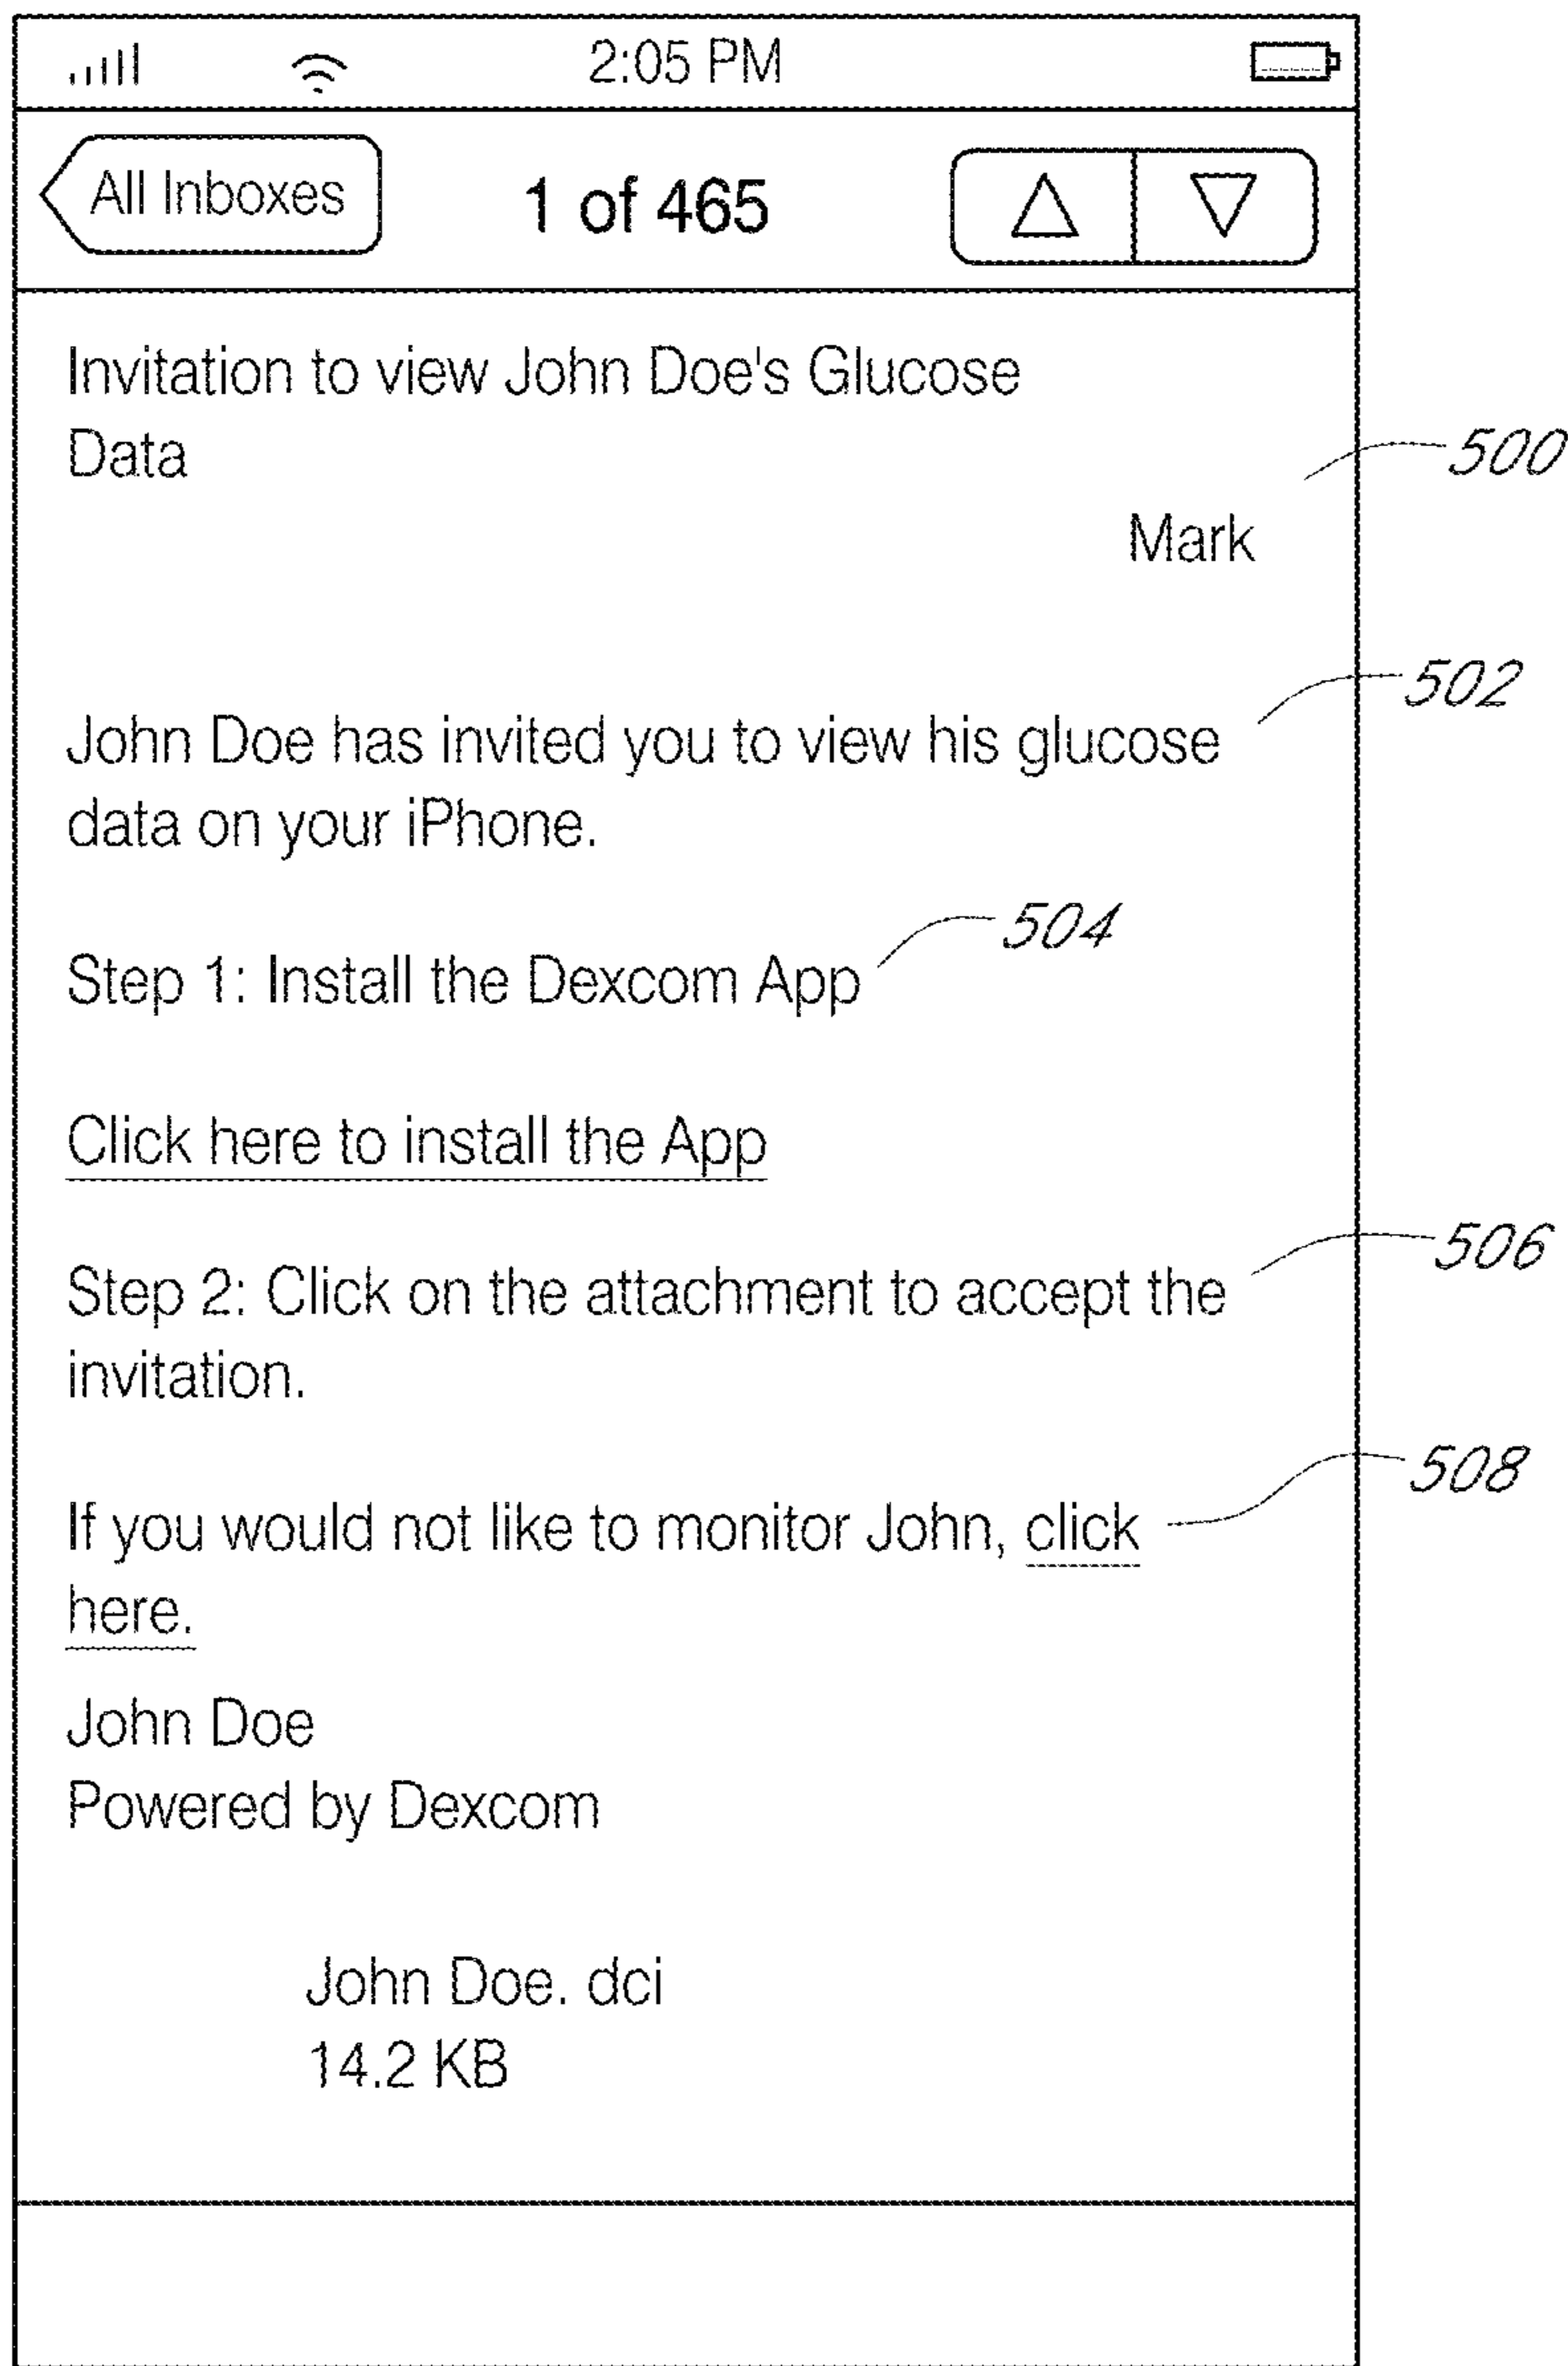 2:05 PM
All Inboxes
1 of 465
Invitation to view John Doe's Glucose
Data
500
Mark
502
John Doe has invited you to view his glucose
data on your iPhone.
504
Step 1: Install the Dexcom App
Click here to install the App
506
Step 2: Click on the attachment to accept the
invitation.
508
If you would not like to monitor John, click
here.
John Doe
Powered by Dexcom
John Doe. dci
14.2 KB